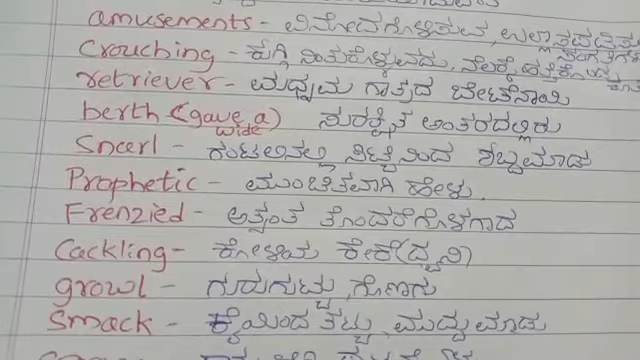 amusements - ವಿನೋದಗೊಳಿಸುವ,
Crouching - ಕುಗ್ಗಿ ನಿಂತುಕೊಳ್ಳುವದು,
retriever - ಮಧ್ಯಮ ಗಾತ್ರದ ಬೇಟೆನಾಯಿ
berth (gave a wide) ಸುರಕ್ಷಿತ ಅಂತರದಲ್ಲಿರು
Snarl - ಗಂಟಲಿನಲ್ಲಿ ಸಿಟ್ಟಿನಿಂದ ಶಬ್ದಮಾಡು
Prophetic - ಮುಂಚಿತವಾಗಿ ಹೇಳು.
Frenzied - ಅತ್ಯಂತ ತೊಂದರೆಗೊಳಗಾದ
Cackling - ಕೋಳಿಯ ಕೇಕೆ(ಧ್ವನಿ)
growl - ಗುರುಗುಟ್ಟು, ಗೊಣಗು
Smack - ಕೈಯಿಂದ ತಟ್ಟು, ಮುದ್ದುಮಾಡು